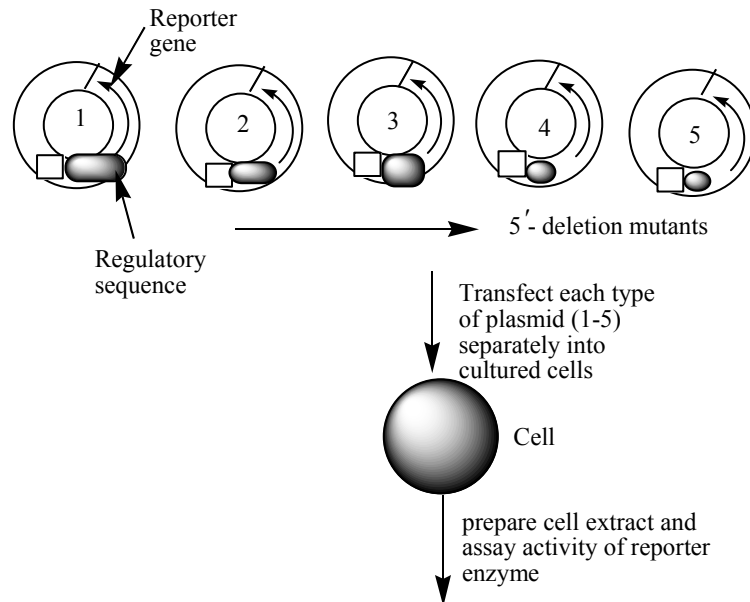 Reporter
gene
1
2
3
4
5
Regulatory
sequence
5′- deletion mutants
Transfect each type
of plasmid (1-5)
separately into
cultured cells
Cell
prepare cell extract and
assay activity of reporter
enzyme